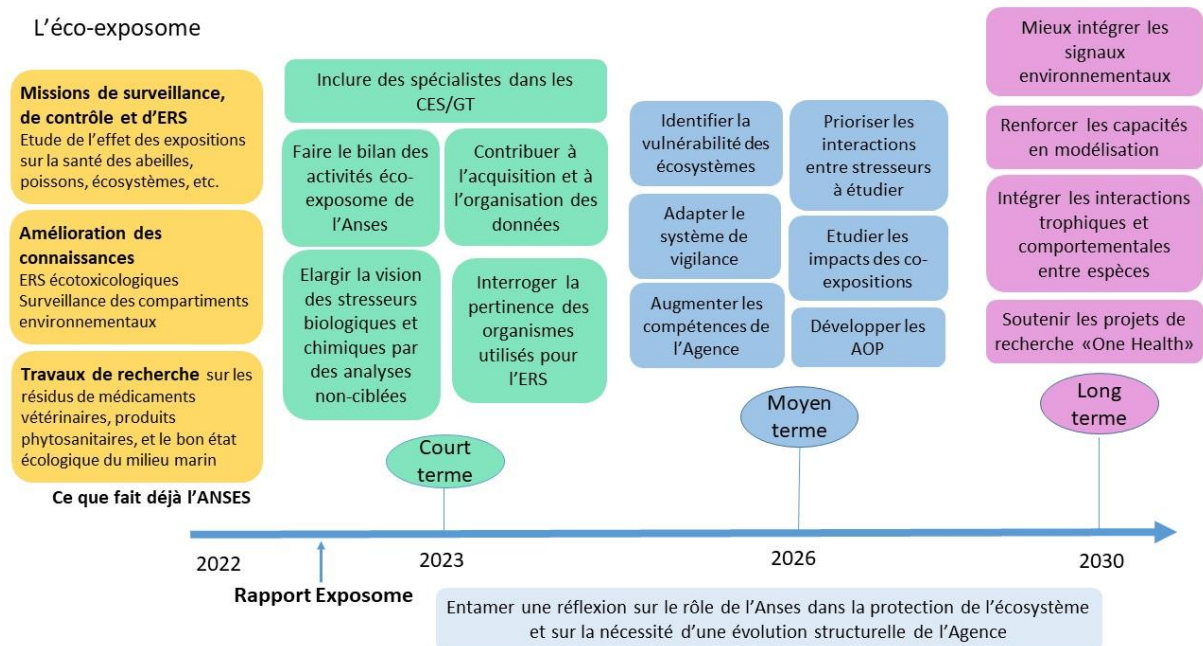 L’éco-exposome
Missions de surveillance,
de contrôle et d’ERS
Etude de l’effet des expositions
sur la santé des abeilles,
poissons, écosystèmes, etc.
Amélioration des
connaissances
ERS écotoxicologiques
Surveillance des compartiments
environnementaux
Travaux de recherche sur les
résidus de médicaments
vétérinaires, produits
phytosanitaires, et le bon état
écologique du milieu marin
Ce que fait déjà l’ANSES
Inclure des spécialistes dans les
CES/GT
Faire le bilan des
activités éco-
exposome de
l’Anses
Contribuer à
l’acquisition et à
l’organisation des
données
Elargir la vision
des stresseurs
biologiques et
chimiques par
des analyses
non-ciblées
Interroger la
pertinence des
organismes
utilisés pour
l’ERS
Court
terme
Identifier la
vulnérabilité des
écosystèmes
Prioriser les
interactions
entre stresseurs
à étudier
Adapter le
système de
vigilance
Etudier les
impacts des co-
expositions
Augmenter les
compétences de
l’Agence
Développer les
AOP
Moyen
terme
Mieux intégrer les
signaux
environnementaux
Renforcer les capacités
en modélisation
Intégrer les interactions
trophiques et
comportementales
entre espèces
Soutenir les projets de
recherche «One Health»
Long
terme
2022
2023
2026
2030
Rapport Exposome
Entamer une réflexion sur le rôle de l’Anses dans la protection de l’écosystème
et sur la nécessité d’une évolution structurelle de l’Agence